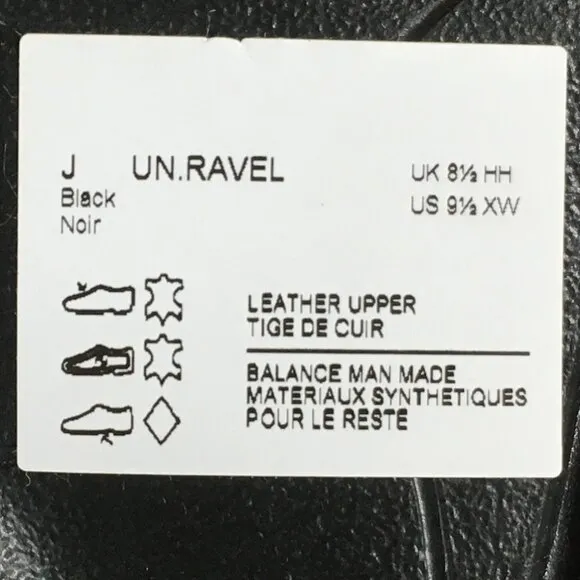 J UN.RAVEL UK 8½ HH
Black US 9½ XW
Noir
LEATHER UPPER
TIGE DE CUIR
BALANCE MAN MADE
MATERIAUX SYNTHETIQUES
POUR LE RESTE